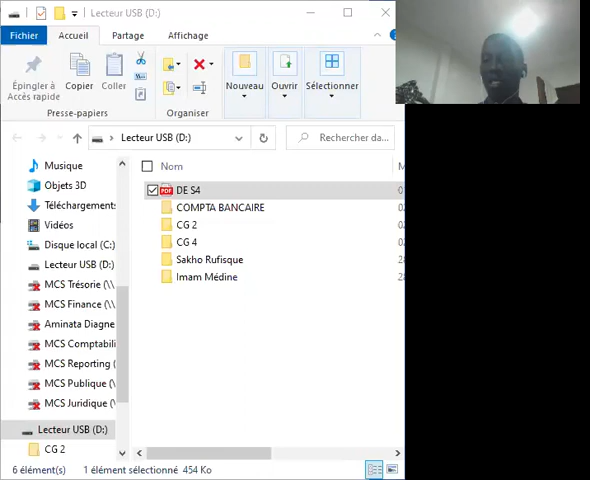 Lecteur USB (D:)
Fichier
Accueil
Partage
Affichage
Épingler à
Accès rapide
Copier
Coller
Nouveau
Ouvrir
Sélectionner
Presse-papiers
Organiser
Lecteur USB (D:)
Rechercher da...
Musique
Objets 3D
Téléchargement:
Vidéos
Disque local (C:)
Lecteur USB (D:)
MCS Trésorie (\\
MCS Finance (\\
Aminata Diagne
MCS Comptabili
MCS Reporting (
MCS Publique (\\
MCS Juridique (\
Lecteur USB (D:)
CG 2
Nom
M
PDF DE S4
COMPTA BANCAIRE
CG 2
CG 4
Sakho Rufisque
Imam Médine
6 élément(s)
1 élément sélectionné 454 Ko